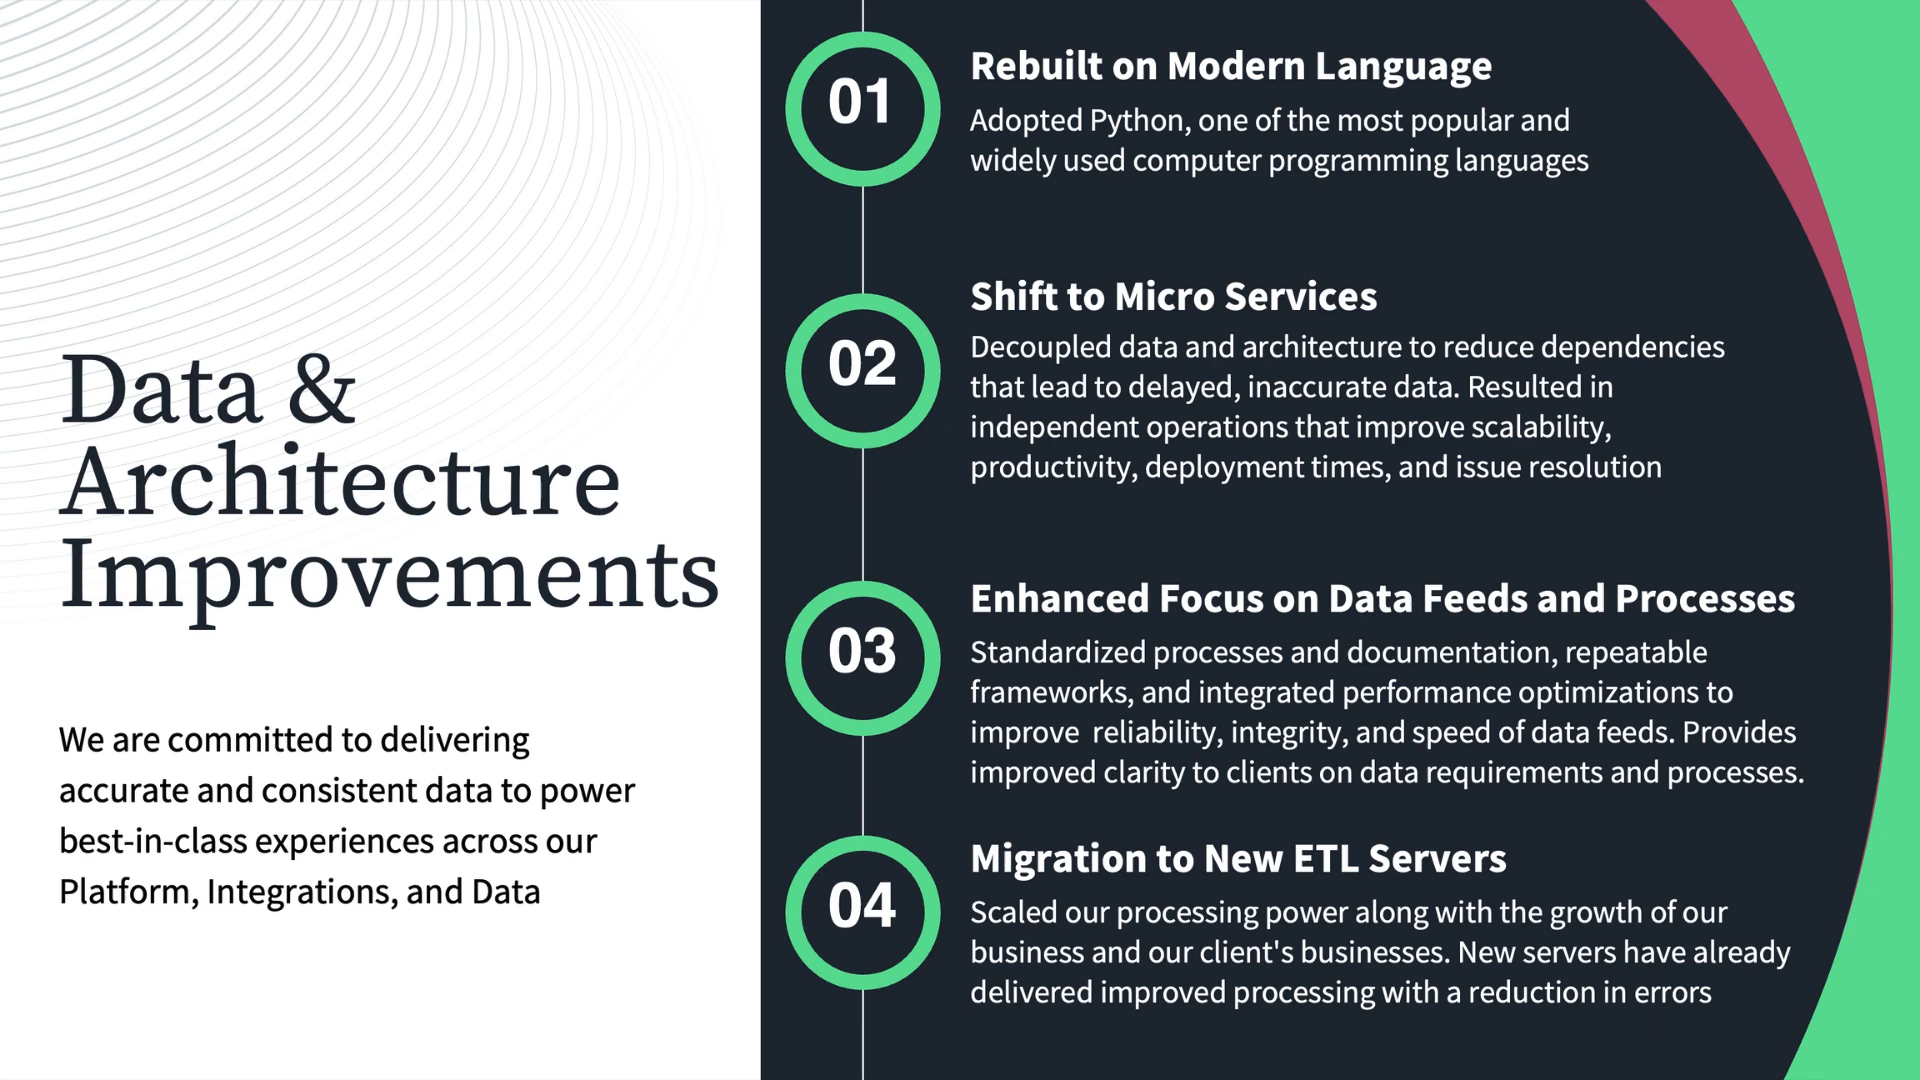 Data &
Architecture
Improvements
We are committed to delivering
accurate and consistent data to power
best-in-class experiences across our
Platform, Integrations, and Data
01
Rebuilt on Modern Language
Adopted Python, one of the most popular and
widely used computer programming languages
02
Shift to Micro Services
Decoupled data and architecture to reduce dependencies
that lead to delayed, inaccurate data. Resulted in
independent operations that improve scalability,
productivity, deployment times, and issue resolution
03
Enhanced Focus on Data Feeds and Processes
Standardized processes and documentation, repeatable
frameworks, and integrated performance optimizations to
improve  reliability, integrity, and speed of data feeds. Provides
improved clarity to clients on data requirements and processes.
04
Migration to New ETL Servers
Scaled our processing power along with the growth of our
business and our client's businesses. New servers have already
delivered improved processing with a reduction in errors